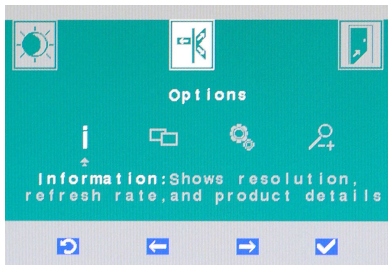 Options
i
Information:Shows resolution,
refresh rate,and product details